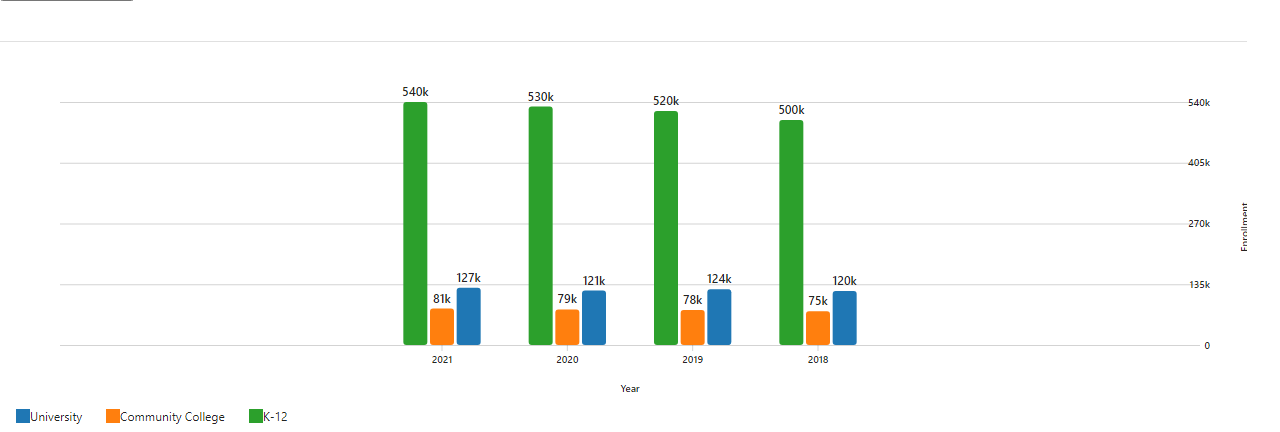 540k
530k
520k
500k
540k
405k
270k
127k
121k
124k
120k
81k
79k
78k
75k
135k
0
2021
2020
2019
2018
Enrollment
Year
University
Community College
K-12